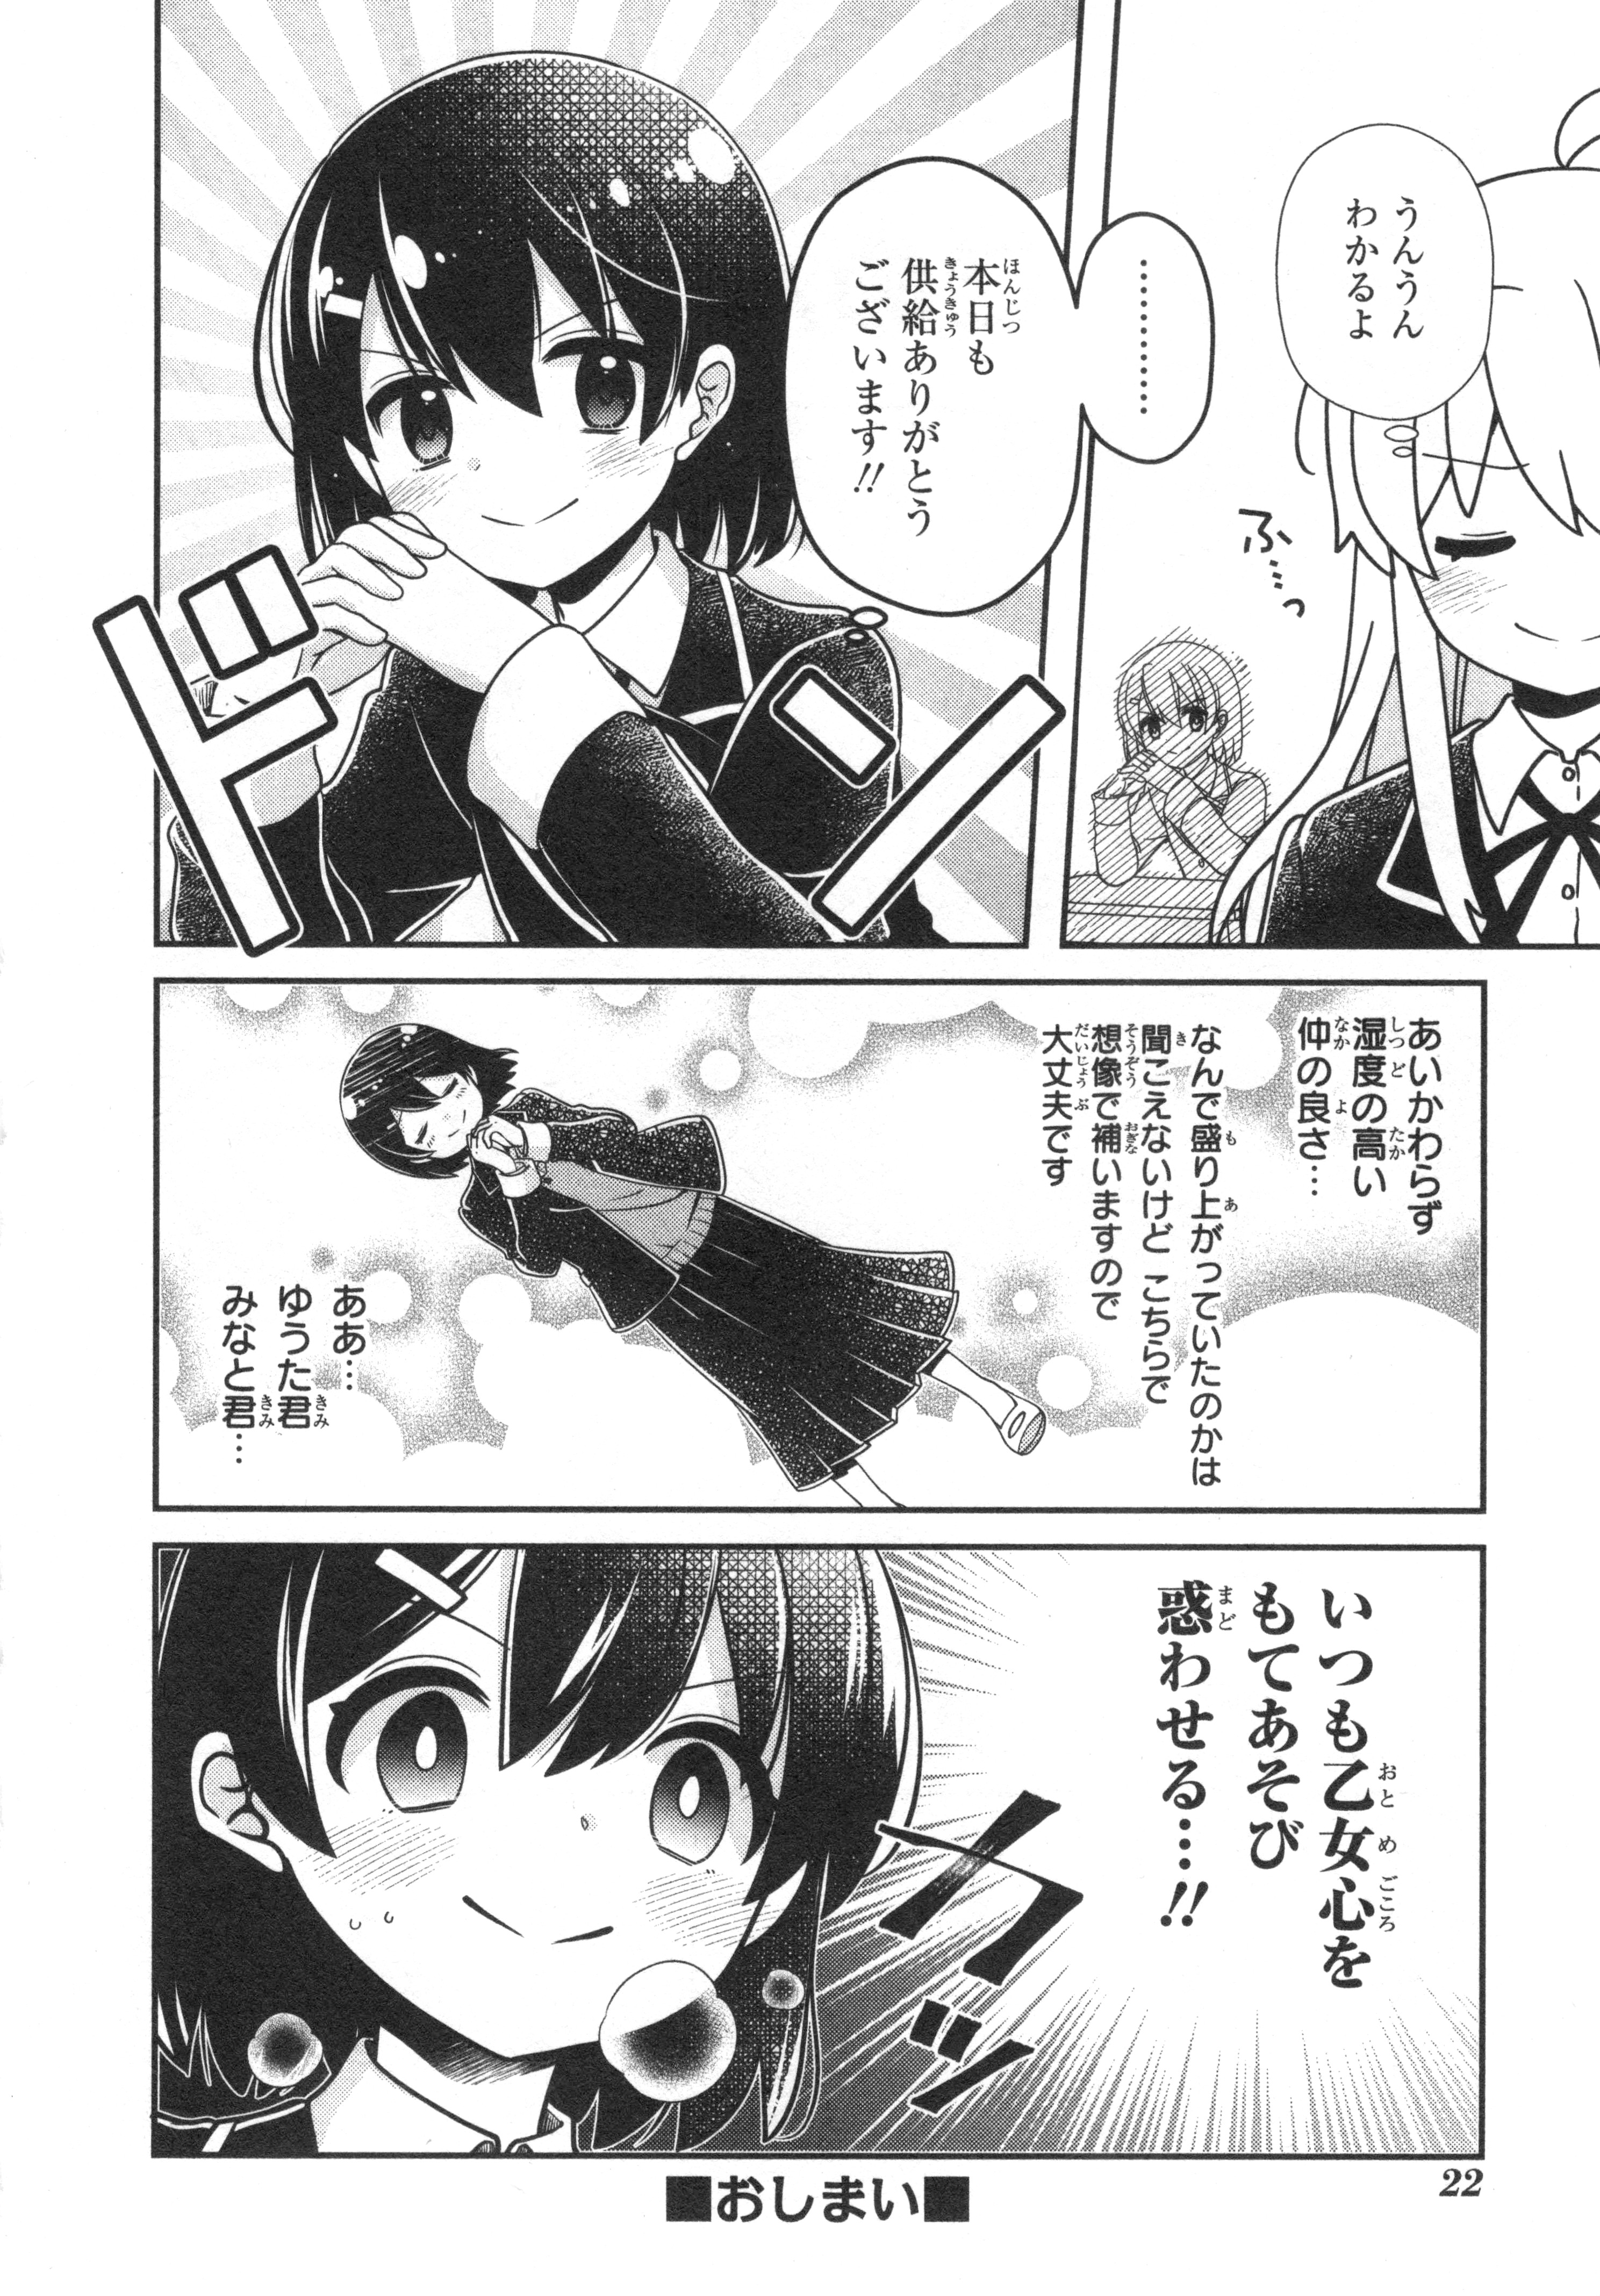 うんうん
わかるよ
ふ…っ
…………
本日も
供給ありがとう
ございます!!
ドン
あいかわらず
湿度の高い
仲の良さ…
なんで盛り上がっていたのかは
聞こえないけど こちらで
想像で補いますので
大丈夫です
ああ…
ゆうた君
みなと君…
いつも乙女心を
もてあそび
惑わせる…!!
クッ
■おしまい■
22